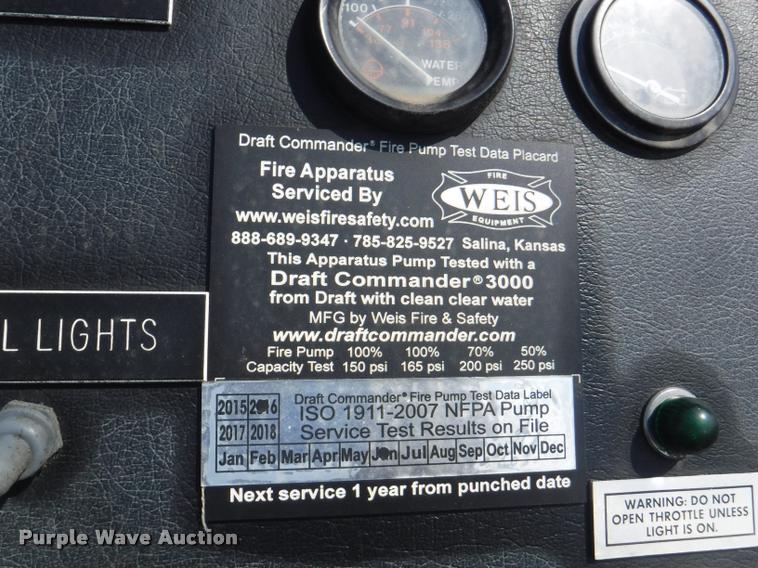 100
77 91 104
135
WATER
TEMP
Draft Commander® Fire Pump Test Data Placard
Fire Apparatus
Serviced By
FIRE
WEIS
EQUIPMENT
www.weisfiresafety.com
888-689-9347 · 785-825-9527 Salina, Kansas
This Apparatus Pump Tested with a
Draft Commander® 3000
from Draft with clean clear water
MFG by Weis Fire & Safety
www.draftcommander.com
Fire Pump 100% 100% 70% 50%
Capacity Test 150 psi 165 psi 200 psi 250 psi
L LIGHTS
Draft Commander® Fire Pump Test Data Label
2015 2016 ISO 1911-2007 NFPA Pump
2017 2018 Service Test Results on File
Jan Feb Mar Apr May Jun Jul Aug Sep Oct Nov Dec
Next service 1 year from punched date
WARNING: DO NOT
OPEN THROTTLE UNLESS
LIGHT IS ON.
Purple Wave Auction